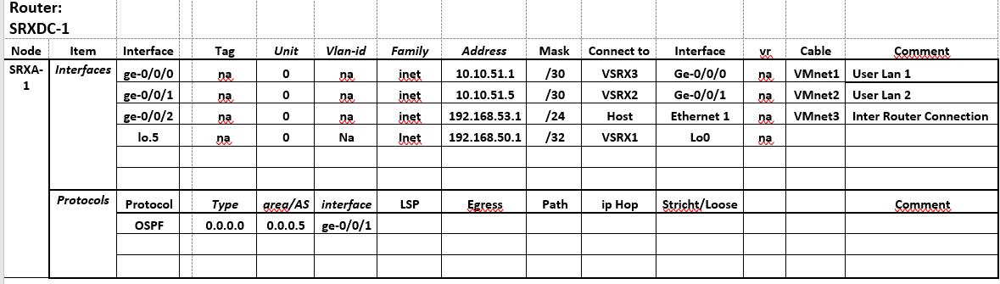 Router:
SRXDC-1
Node Item Interface Tag Unit Vlan-id Family Address Mask Connect to Interface vr Cable Comment
SRXA-1 Interfaces ge-0/0/0 na 0 na inet 10.10.51.1 /30 VSRX3 Ge-0/0/0 na VMnet1 User Lan 1
ge-0/0/1 na 0 na inet 10.10.51.5 /30 VSRX2 Ge-0/0/1 na VMnet2 User Lan 2
ge-0/0/2 na 0 na inet 192.168.53.1 /24 Host Ethernet 1 na VMnet3 Inter Router Connection
lo.5 na 0 Na Inet 192.168.50.1 /32 VSRX1 Lo0 na
Protocols Protocol Type area/AS interface LSP Egress Path ip Hop Stricht/Loose Comment
OSPF 0.0.0.0 0.0.0.5 ge-0/0/1